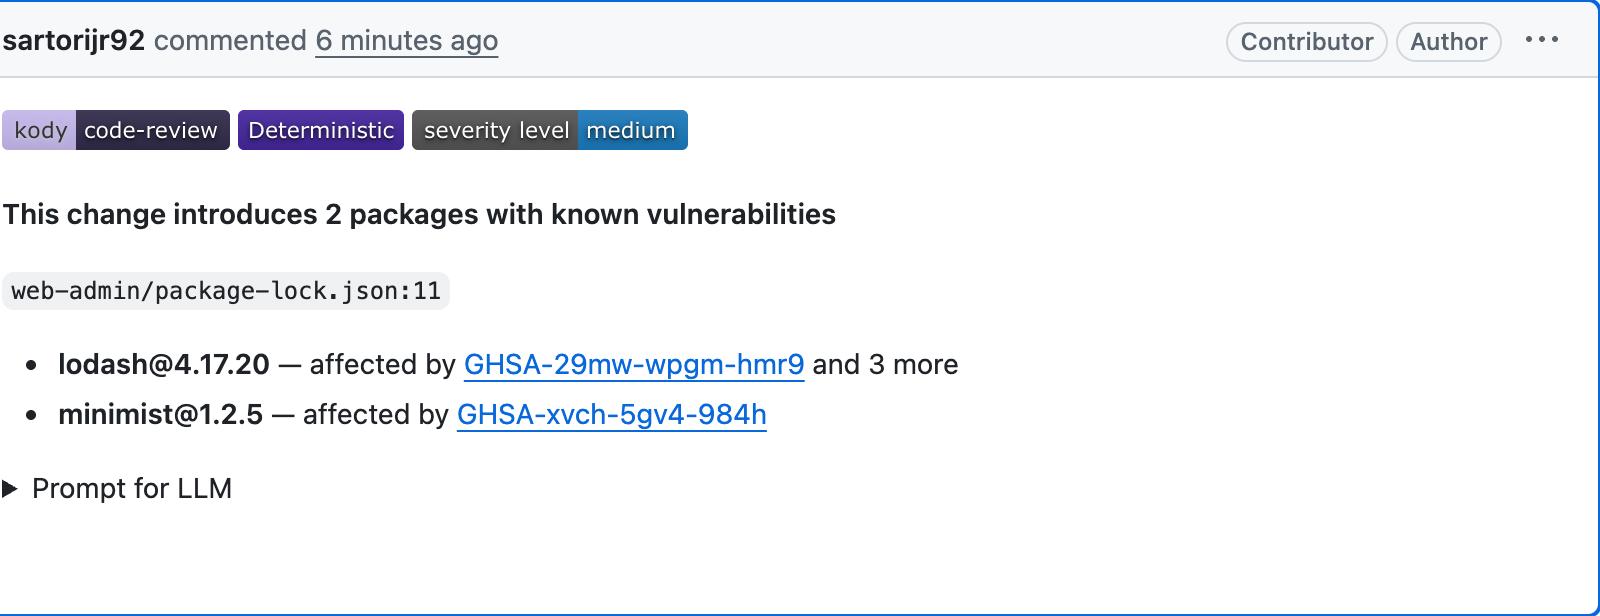 sartorijr92 commented 6 minutes ago Contributor Author ...
kody code-review Deterministic severity level medium
This change introduces 2 packages with known vulnerabilities
web-admin/package-lock.json:11
• lodash@4.17.20 — affected by GHSA-29mw-wpgm-hmr9 and 3 more
• minimist@1.2.5 — affected by GHSA-xvch-5gv4-984h
▶ Prompt for LLM